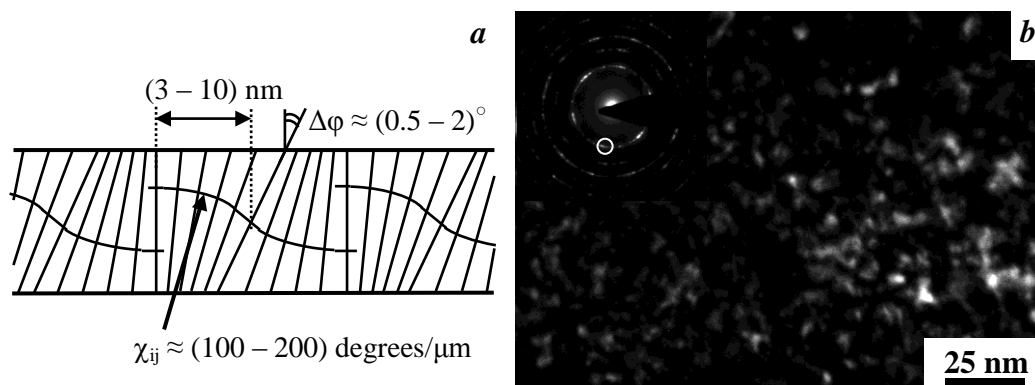 a
(3 – 10) nm
Δφ ≈ (0.5 – 2)°
χij ≈ (100 – 200) degrees/μm
b
25 nm